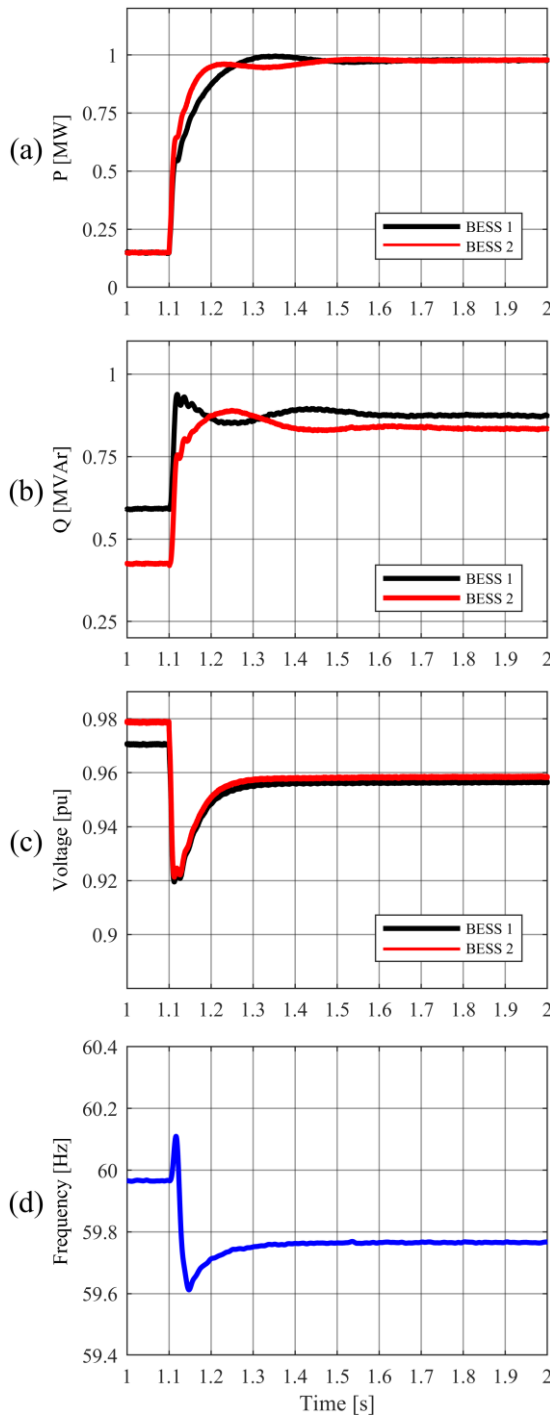 (a)
P [MW]
1
0.75
0.5
0.25
0
BESS 1
BESS 2
1 1.1 1.2 1.3 1.4 1.5 1.6 1.7 1.8 1.9 2
(b)
Q [MVAr]
1
0.75
0.5
0.25
BESS 1
BESS 2
1 1.1 1.2 1.3 1.4 1.5 1.6 1.7 1.8 1.9 2
(c)
Voltage [pu]
0.98
0.96
0.94
0.92
0.9
BESS 1
BESS 2
1 1.1 1.2 1.3 1.4 1.5 1.6 1.7 1.8 1.9 2
(d)
Frequency [Hz]
60.4
60.2
60
59.8
59.6
59.4
1 1.1 1.2 1.3 1.4 1.5 1.6 1.7 1.8 1.9 2
Time [s]